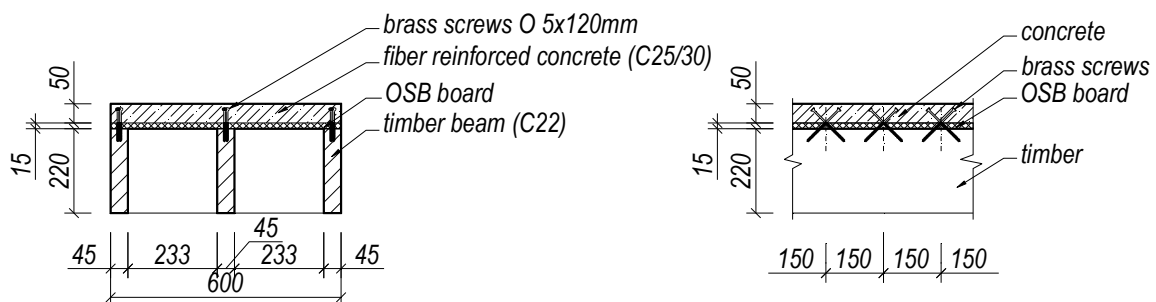 brass screws O 5x120mm
fiber reinforced concrete (C25/30)
OSB board
timber beam (C22)
50
15
220
45
45
233
233
45
600
concrete
brass screws
OSB board
timber
50
15
220
150
150
150
150